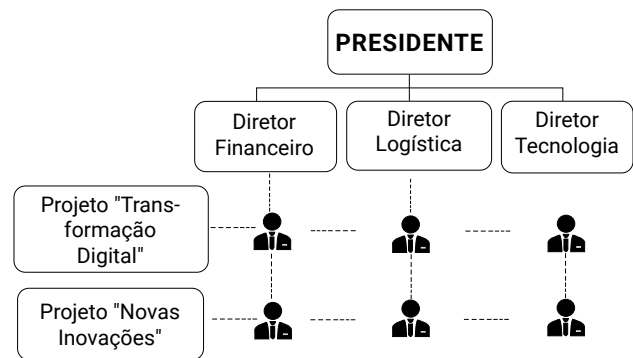 PRESIDENTE
Diretor
Financeiro
Diretor
Logística
Diretor
Tecnologia
Projeto "Trans-
formação
Digital"
Projeto "Novas
Inovações"